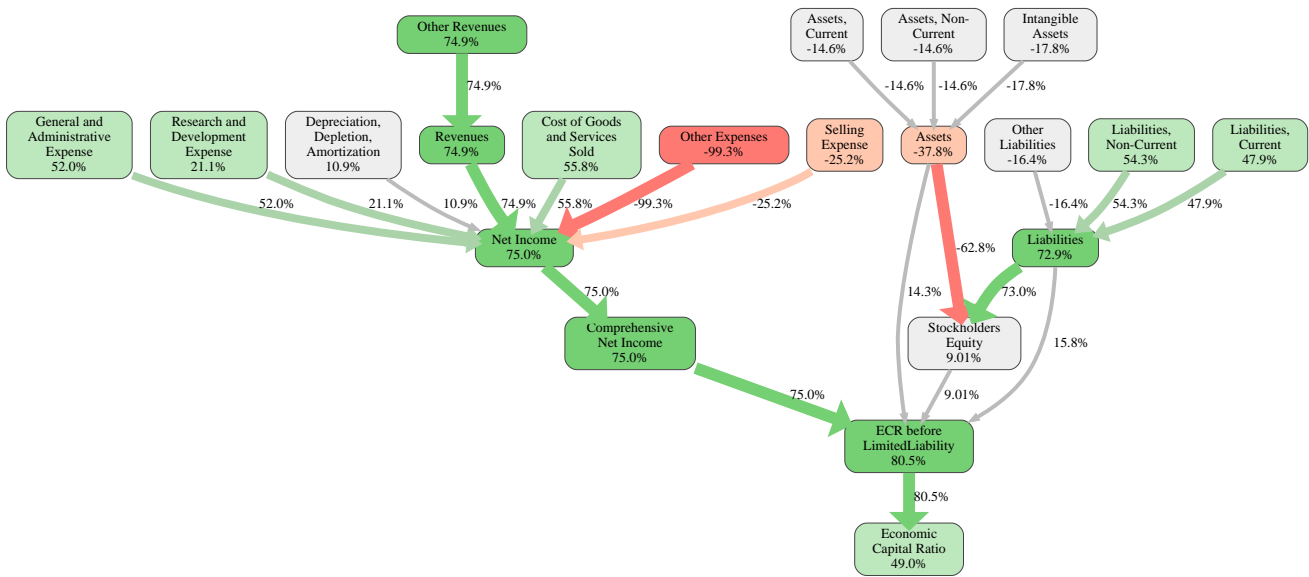 Other Revenues
74.9%
Assets,
Current
-14.6%
Assets, Non-
Current
-14.6%
Intangible
Assets
-17.8%
74.9%
-14.6%
-14.6%
-17.8%
General and
Administrative
Expense
52.0%
Research and
Development
Expense
21.1%
Depreciation,
Depletion,
Amortization
10.9%
Revenues
74.9%
Cost of Goods
and Services
Sold
55.8%
Other Expenses
-99.3%
Selling
Expense
-25.2%
Assets
-37.8%
Other
Liabilities
-16.4%
Liabilities,
Non-Current
54.3%
Liabilities,
Current
47.9%
52.0%
21.1%
10.9%
74.9%
55.8%
-99.3%
-25.2%
-16.4%
54.3%
47.9%
Net Income
75.0%
-62.8%
Liabilities
72.9%
75.0%
14.3%
73.0%
Comprehensive
Net Income
75.0%
Stockholders
Equity
9.01%
15.8%
75.0%
9.01%
ECR before
LimitedLiability
80.5%
80.5%
Economic
Capital Ratio
49.0%